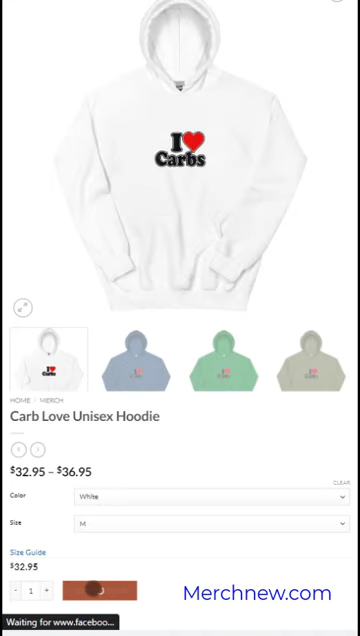 I
Carbs
I
Carbs
HOME / MERCH
Carb Love Unisex Hoodie
$32.95 – $36.95
CLEAR
Color
White
Size
M
Size Guide
$32.95
- 1 +
Merchnew.com
Waiting for www.faceboo...